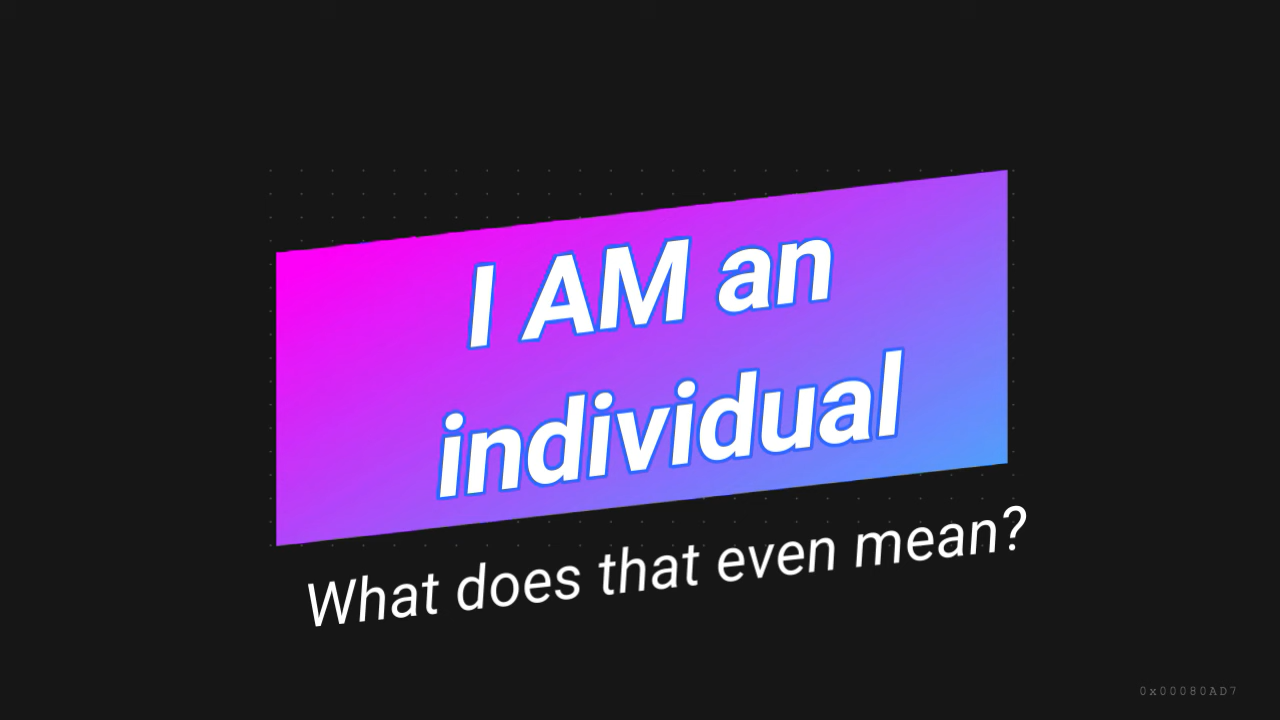 I AM an
individual
What does that even mean?
0x00080AD7